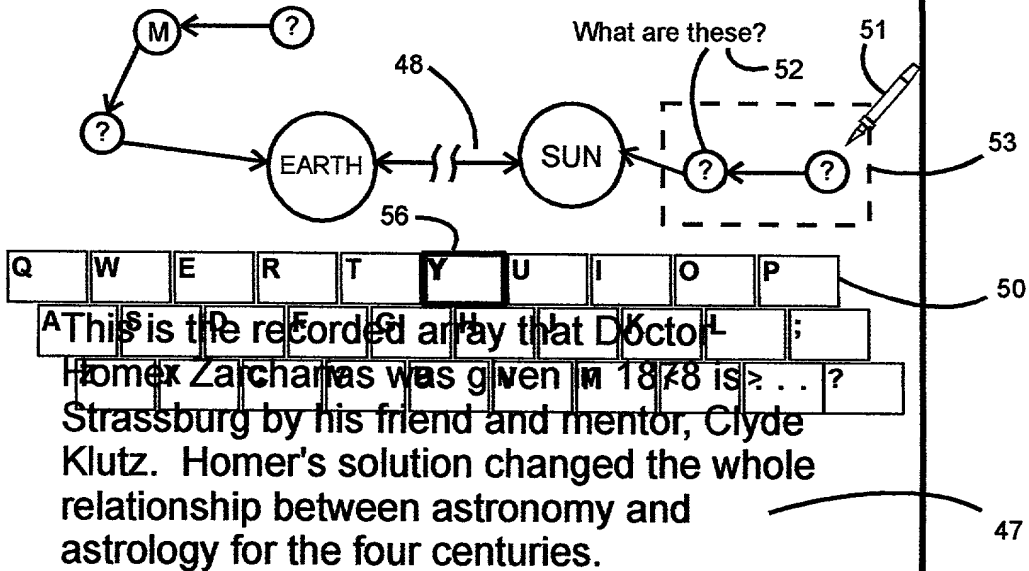 What are these?
51
M
?
48
52
?
53
EARTH
SUN
?
?
56
Q W E R T Y U I O P
50
A S D F G H J K L ;
This is the recorded array that Doctor
Z X C V B N M < > ?
Homer Zarcharias was given in 1878 is . . .
Strassburg by his friend and mentor, Clyde
Klutz. Homer's solution changed the whole
relationship between astronomy and
47
astrology for the four centuries.